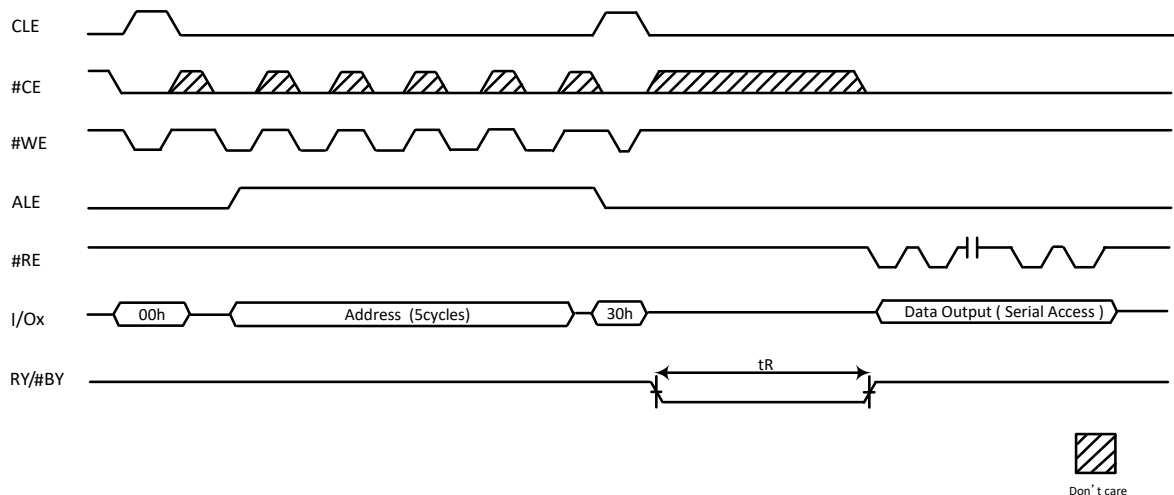 CLE
#CE
#WE
ALE
#RE
I/Ox
00h
Address (5cycles)
30h
Data Output ( Serial Access )
RY/#BY
tR
Don’t care